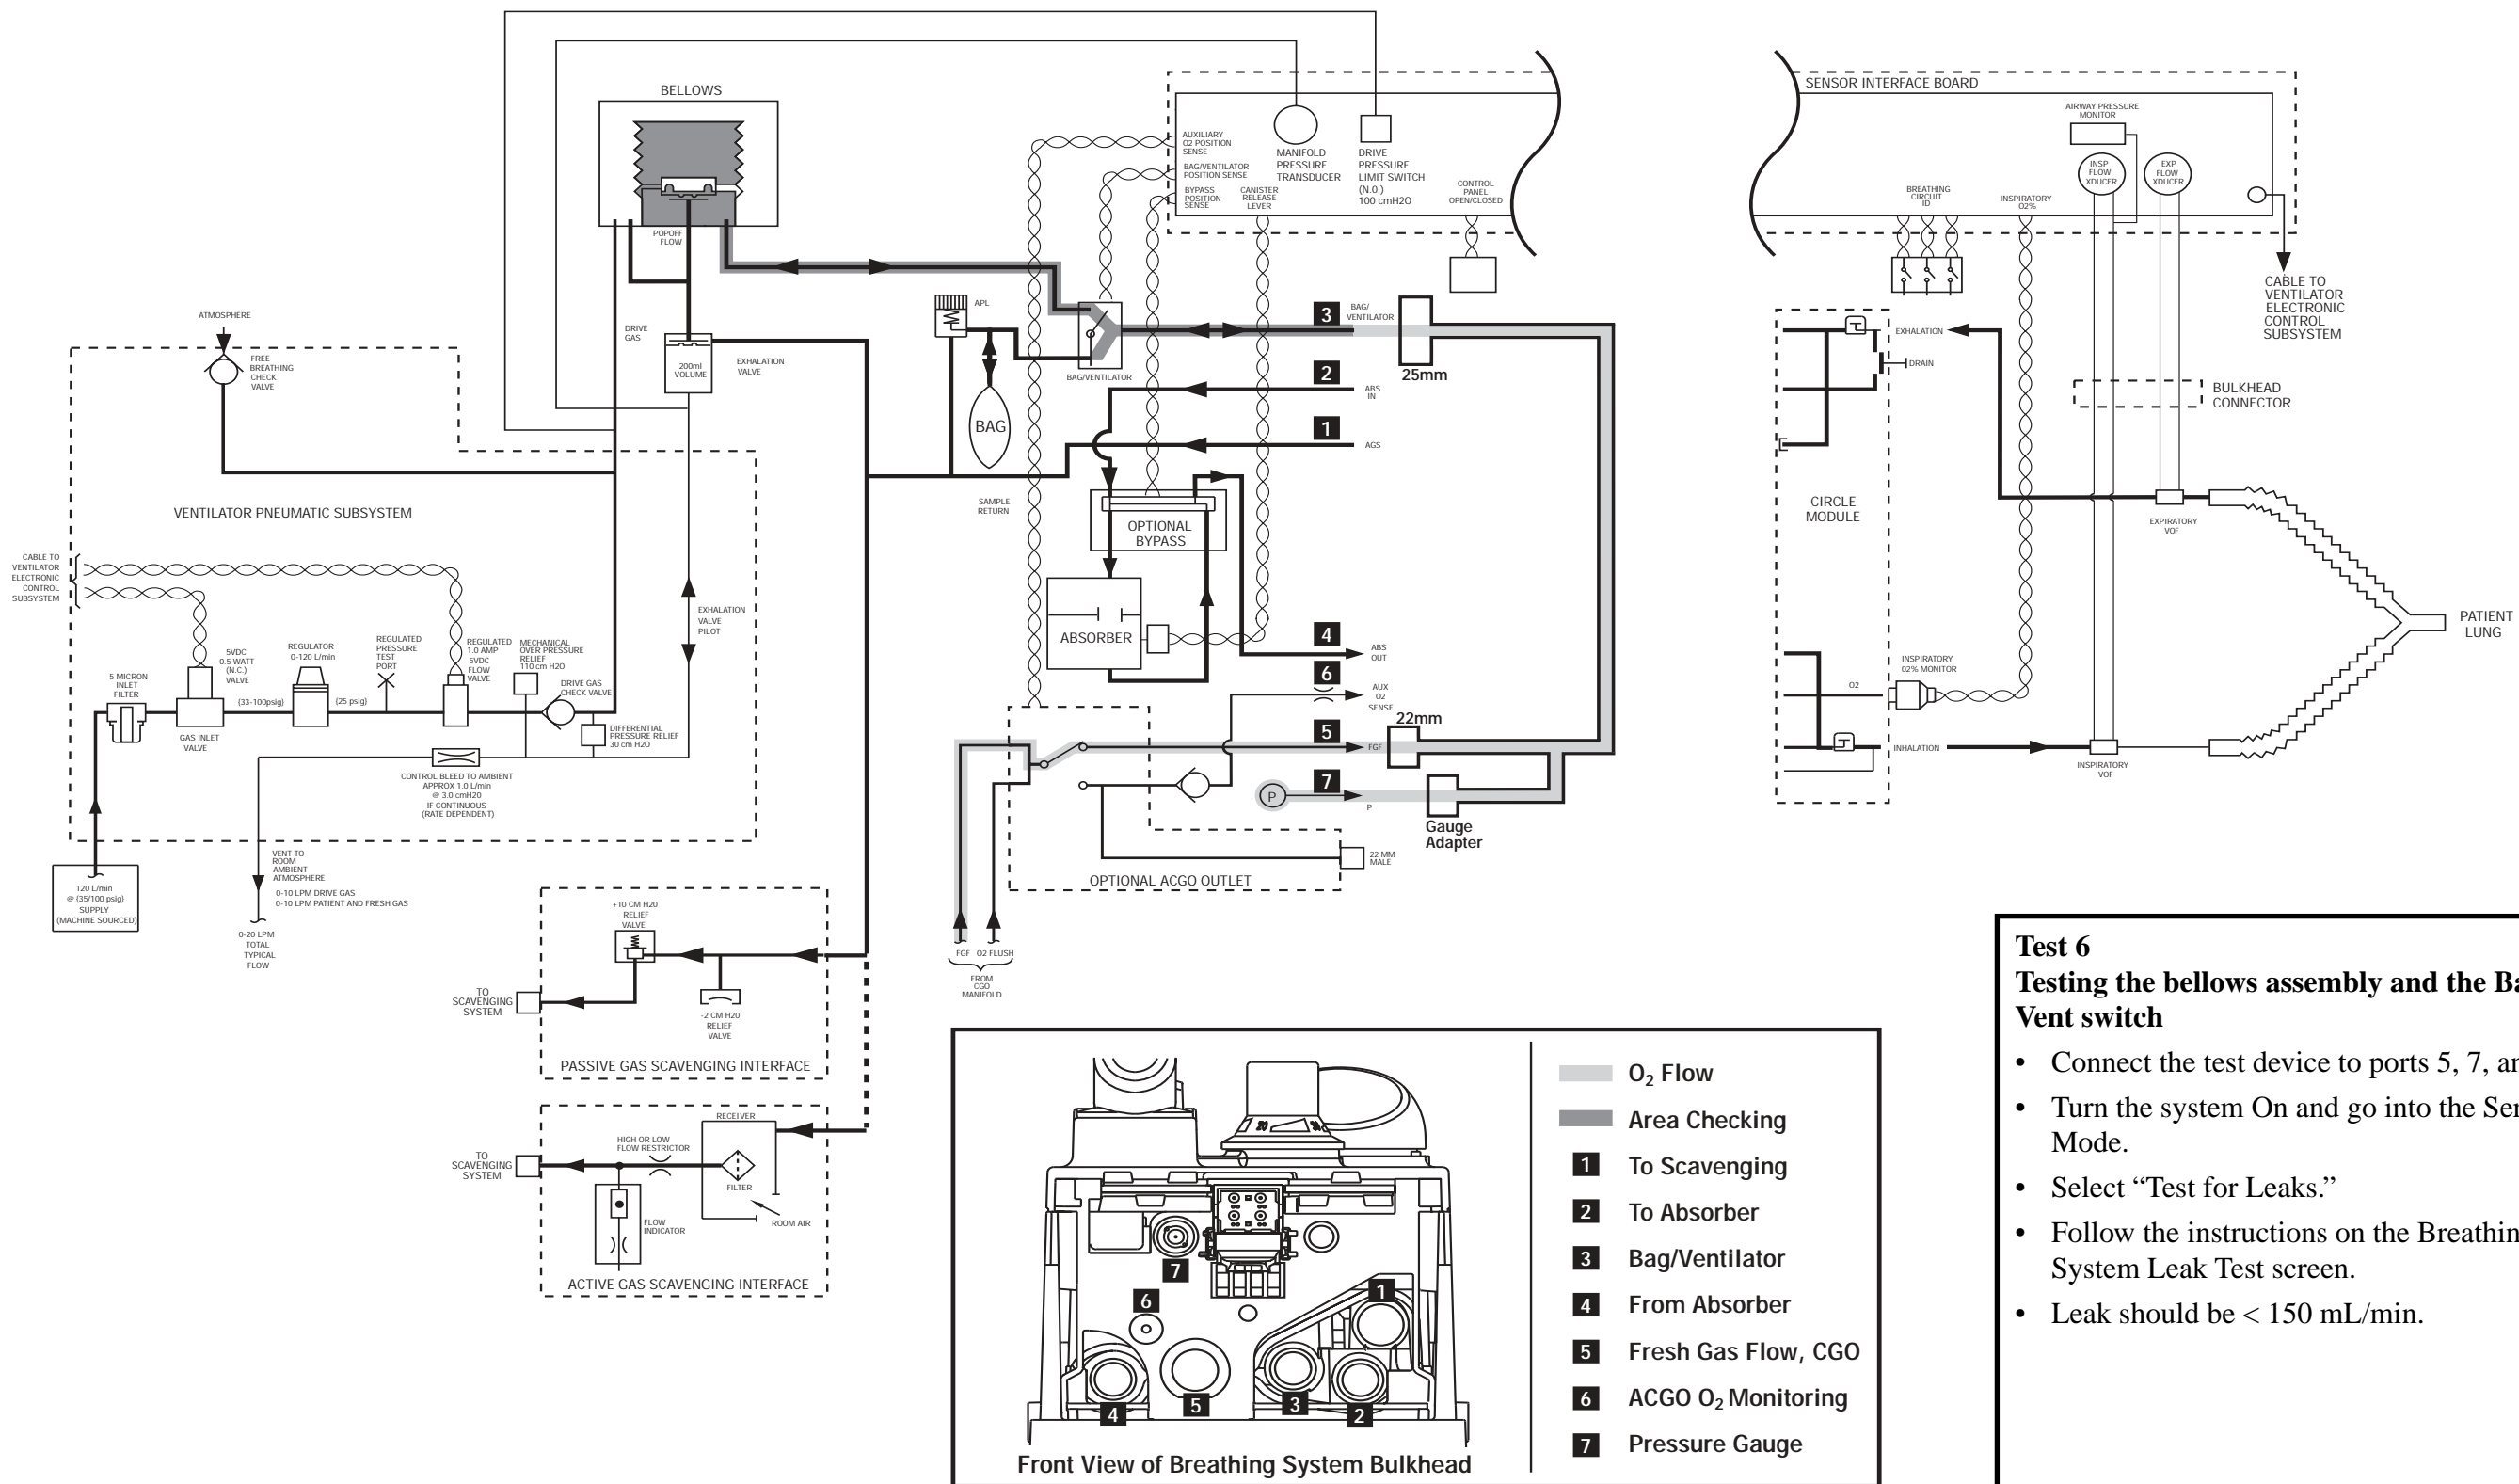 BELLOWS
POPOFF
FLOW
ATMOSPHERE
FREE
BREATHING
CHECK
VALVE
DRIVE
GAS
200ml
VOLUME
EXHALATION
VALVE
VENTILATOR PNEUMATIC SUBSYSTEM
CABLE TO
VENTILATOR
ELECTRONIC
CONTROL
SUBSYSTEM
5 MICRON
INLET
FILTER
5VDC
0.5 WATT
(N.C.)
VALVE
GAS INLET
VALVE
(33-100psig)
REGULATOR
0-120 L/min
(25 psig)
REGULATED
PRESSURE
TEST
PORT
REGULATED
1.0 AMP
5VDC
FLOW
VALVE
MECHANICAL
OVER PRESSURE
RELIEF
110 cm H2O
DRIVE GAS
CHECK VALVE
DIFFERENTIAL
PRESSURE RELIEF
30 cm H2O
EXHALATION
VALVE
PILOT
CONTROL BLEED TO AMBIENT
APPROX 1.0 L/min
@ 3.0 cmH20
IF CONTINUOUS
(RATE DEPENDENT)
120 L/min
@ (35/100 psig)
SUPPLY
(MACHINE SOURCED)
VENT TO
ROOM
AMBIENT
ATMOSPHERE
0-10 LPM DRIVE GAS
0-10 LPM PATIENT AND FRESH GAS
0-20 LPM
TOTAL
TYPICAL
FLOW
+10 CM H20
RELIEF
VALVE
-2 CM H20
RELIEF
VALVE
TO
SCAVENGING
SYSTEM
PASSIVE GAS SCAVENGING INTERFACE
RECEIVER
HIGH OR LOW
FLOW RESTRICTOR
TO
SCAVENGING
SYSTEM
FILTER
FLOW
INDICATOR
ROOM AIR
ACTIVE GAS SCAVENGING INTERFACE
AUXILIARY
O2 POSITION
SENSE
BAG/VENTILATOR
POSITION SENSE
BYPASS
POSITION
SENSE
CANISTER
RELEASE
LEVER
MANIFOLD
PRESSURE
TRANSDUCER
DRIVE
PRESSURE
LIMIT SWITCH
(N.O.)
100 cmH2O
CONTROL
PANEL
OPEN/CLOSED
APL
BAG
BAG/VENTILATOR
3
BAG/
VENTILATOR
25mm
2
ABS
IN
1
AGS
SAMPLE
RETURN
OPTIONAL
BYPASS
ABSORBER
4
ABS
OUT
6
AUX
O2
SENSE
22mm
5
FGF
7
P
P
Gauge
Adapter
22 MM
MALE
OPTIONAL ACGO OUTLET
FGF
O2 FLUSH
FROM
CGO
MANIFOLD
SENSOR INTERFACE BOARD
AIRWAY PRESSURE
MONITOR
INSP
FLOW
XDUCER
EXP
FLOW
XDUCER
BREATHING
CIRCUIT
ID
INSPIRATORY
O2%
CABLE TO
VENTILATOR
ELECTRONIC
CONTROL
SUBSYSTEM
EXHALATION
DRAIN
BULKHEAD
CONNECTOR
CIRCLE
MODULE
EXPIRATORY
VOF
PATIENT
LUNG
INSPIRATORY
02% MONITOR
O2
INHALATION
INSPIRATORY
VOF
7
6
1
4
5
3
2
Front View of Breathing System Bulkhead
O2 Flow
Area Checking
1 To Scavenging
2 To Absorber
3 Bag/Ventilator
4 From Absorber
5 Fresh Gas Flow, CGO
6 ACGO O2 Monitoring
7 Pressure Gauge
Test 6
Testing the bellows assembly and the Ba
Vent switch
• Connect the test device to ports 5, 7, an
• Turn the system On and go into the Ser
Mode.
• Select “Test for Leaks.”
• Follow the instructions on the Breathin
System Leak Test screen.
• Leak should be < 150 mL/min.